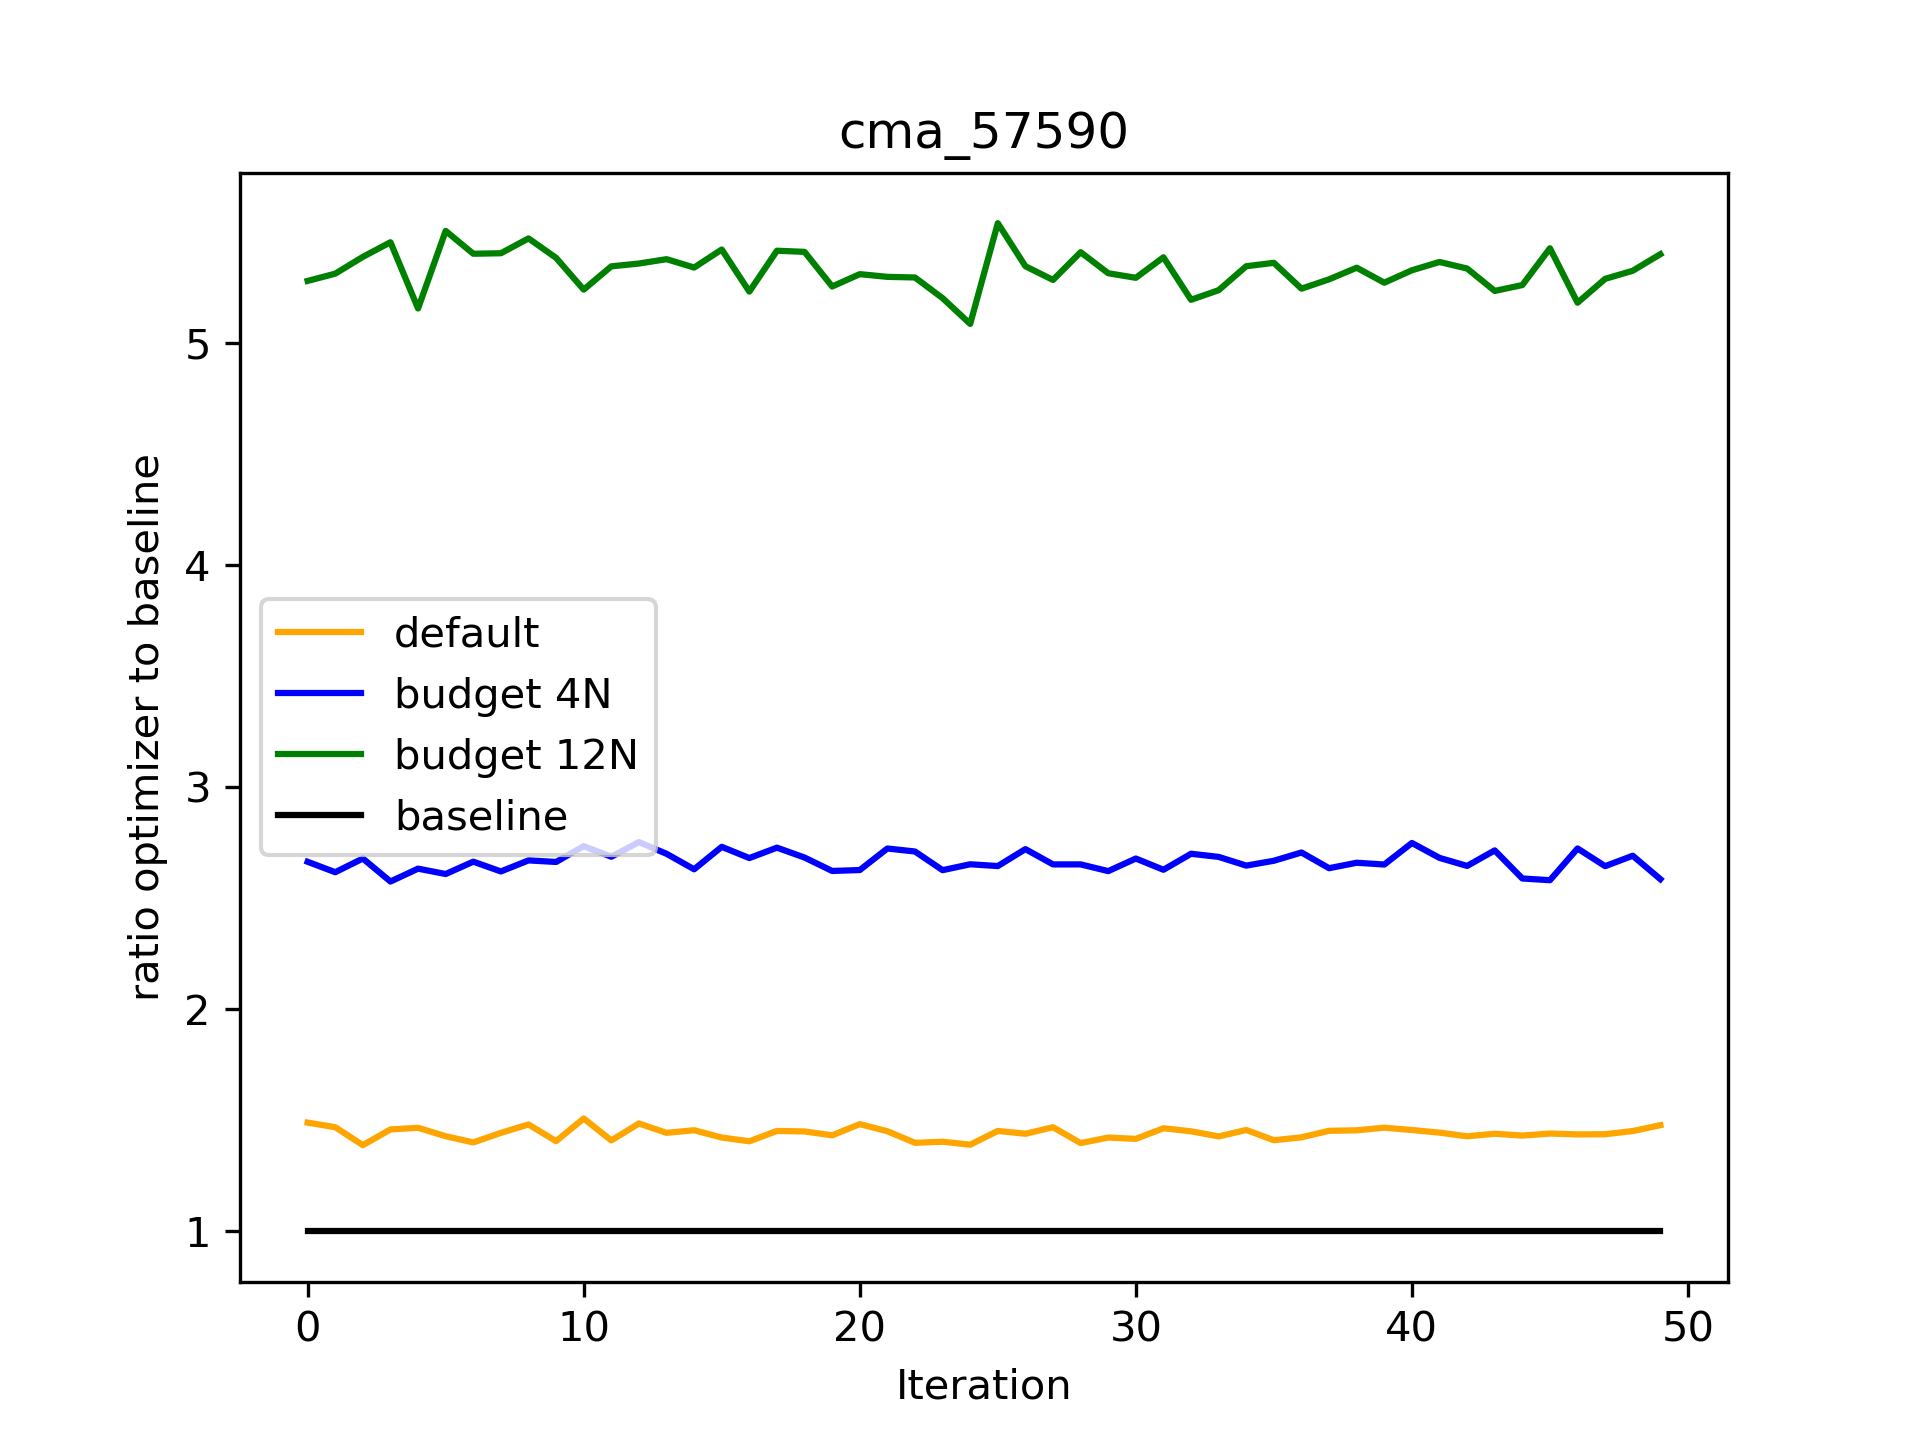 cma_57590
ratio optimizer to baseline
5
4
3
2
1
default
budget 4N
budget 12N
baseline
0 10 20 30 40 50
Iteration